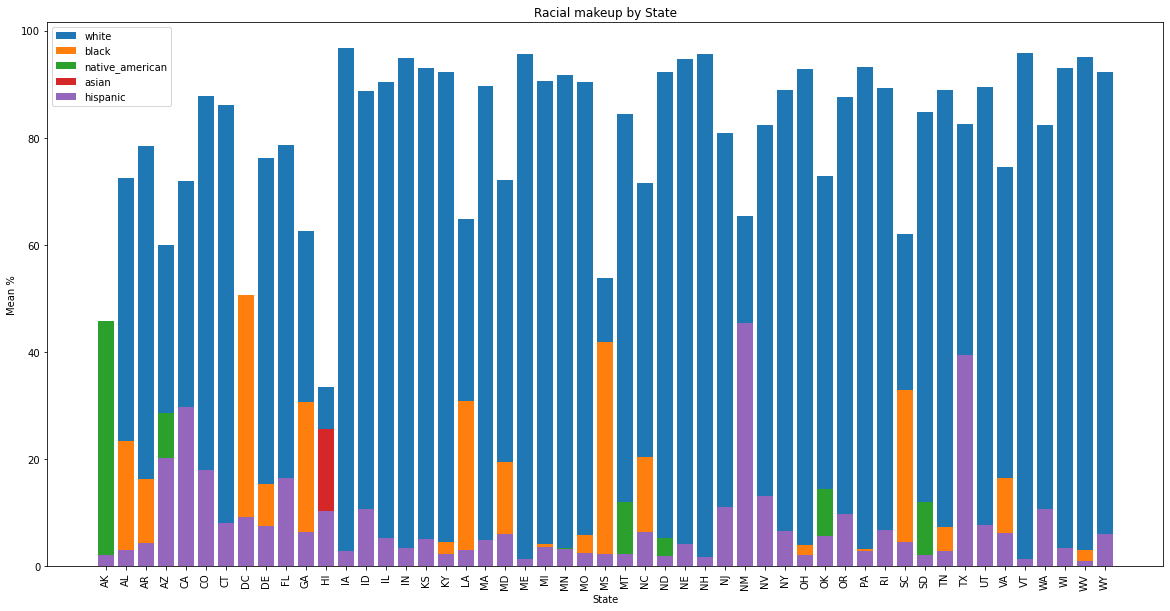 Racial makeup by State
white
black
native_american
asian
hispanic
Mean %
100
80
60
40
20
0
AK AL AR AZ CA CO CT DC DE FL GA HI IA ID IL IN KS KY LA MA MD ME MI MN MO MS MT NC ND NE NH NJ NM NV NY OH OK OR PA RI SC SD TN TX UT VA VT WA WI WV WY
State